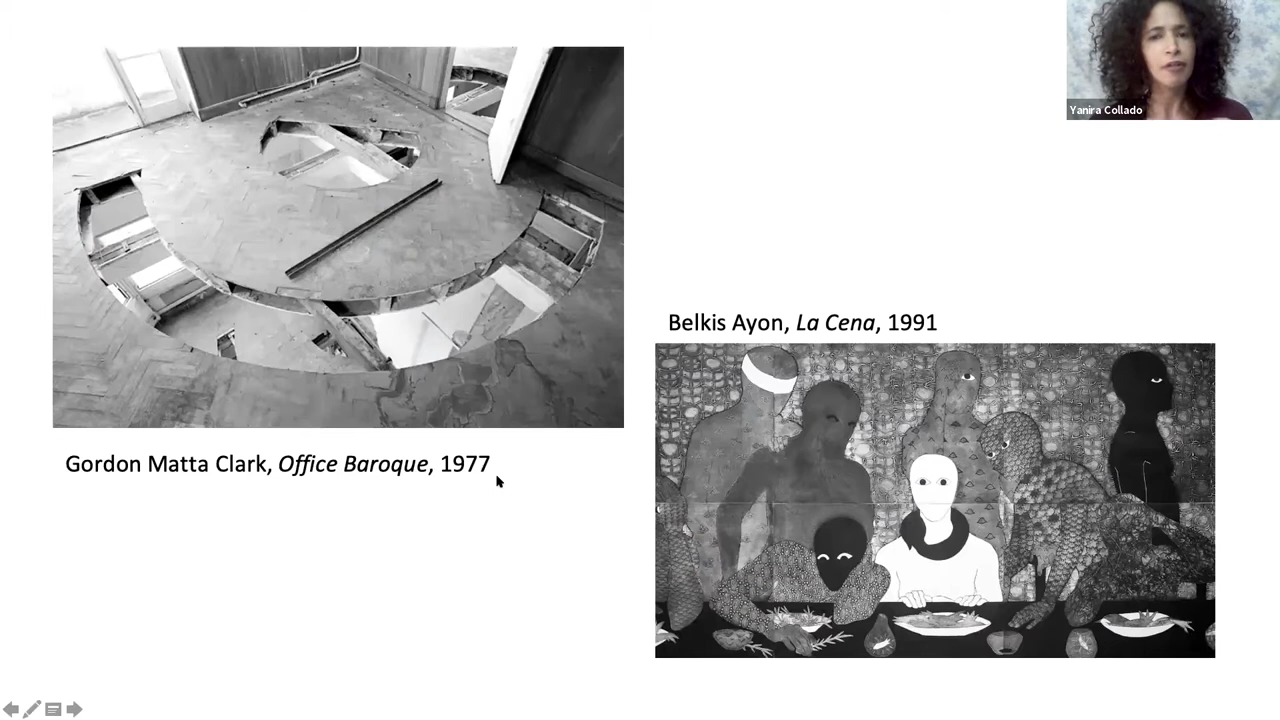 Yanira Collado
Belkis Ayon, La Cena, 1991
Gordon Matta Clark, Office Baroque, 1977